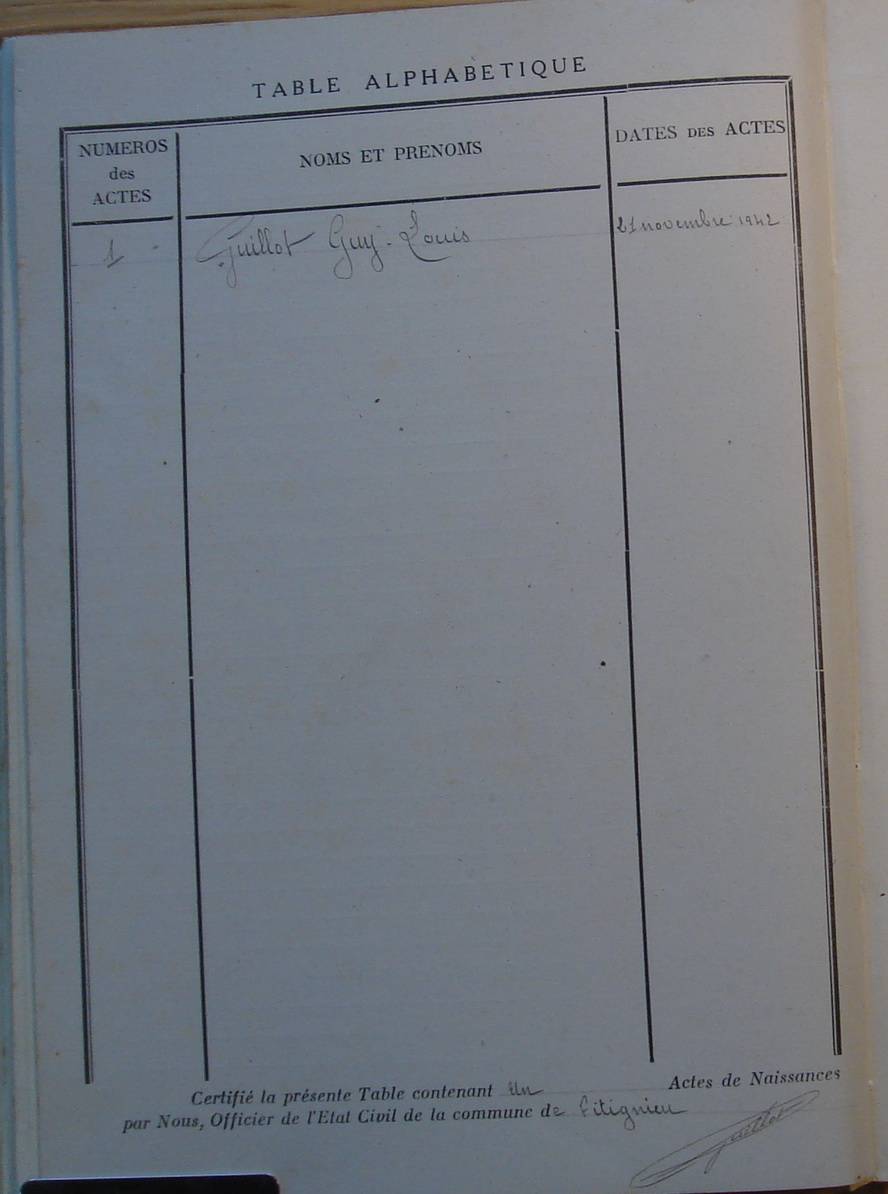 TABLE ALPHABETIQUE
NUMEROS
des
ACTES
NOMS ET PRENOMS
DATES DES ACTES
1 Guillot Guy-Louis 21 novembre 1942
Certifié la présente Table contenant Un Actes de Naissances
par Nous, Officier de l'Etat Civil de la commune de Fitignieu
Guillot